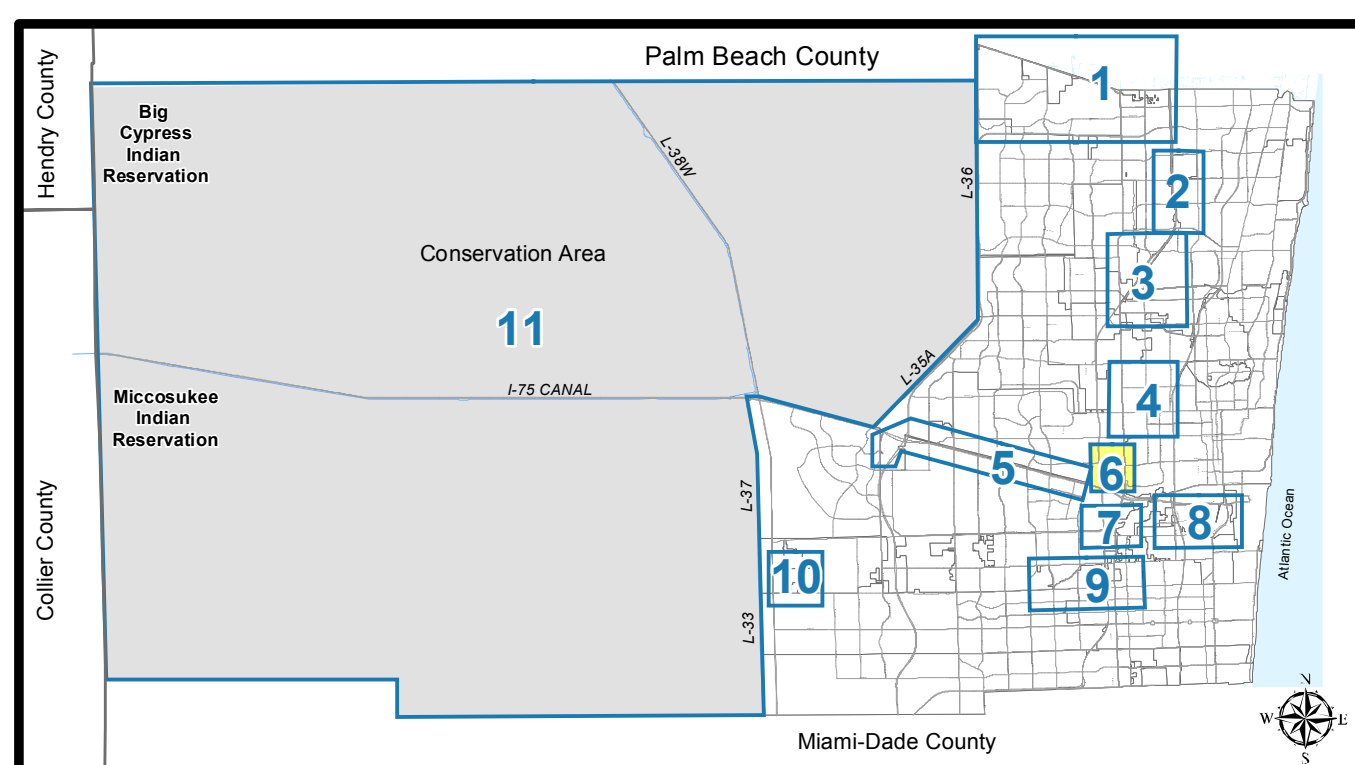 Palm Beach County
Hendry County
1
Big
Cypress
Indian
Reservation
L-38W
L-36
2
Conservation Area
3
11
L-35A
I-75 CANAL
Miccosukee
Indian
Reservation
4
5
6
L-37
7
8
Atlantic Ocean
10
9
Collier County
L-33
N
W
E
S
Miami-Dade County